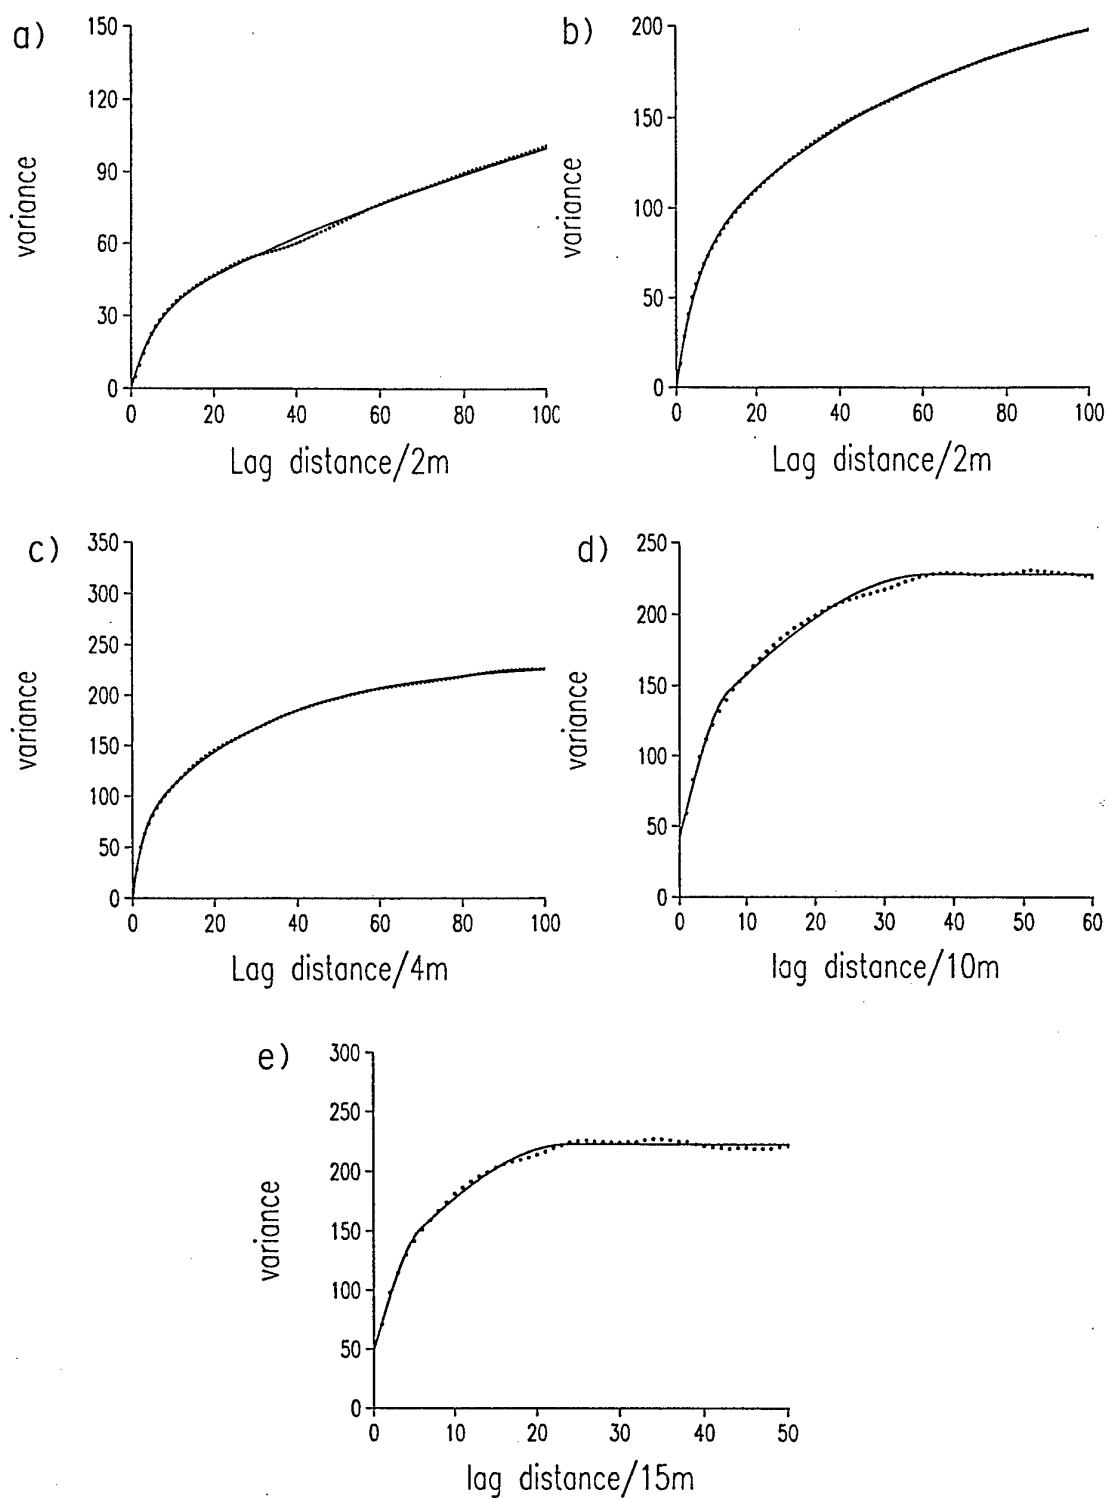 a)
150
120
90
60
30
0
variance
0 20 40 60 80 100
Lag distance/2m
b)
200
150
100
50
0
variance
0 20 40 60 80 100
Lag distance/2m
c)
350
300
250
200
150
100
50
0
variance
0 20 40 60 80 100
Lag distance/4m
d)
250
200
150
100
50
0
variance
0 10 20 30 40 50 60
lag distance/10m
e)
300
250
200
150
100
50
0
variance
0 10 20 30 40 50
lag distance/15m